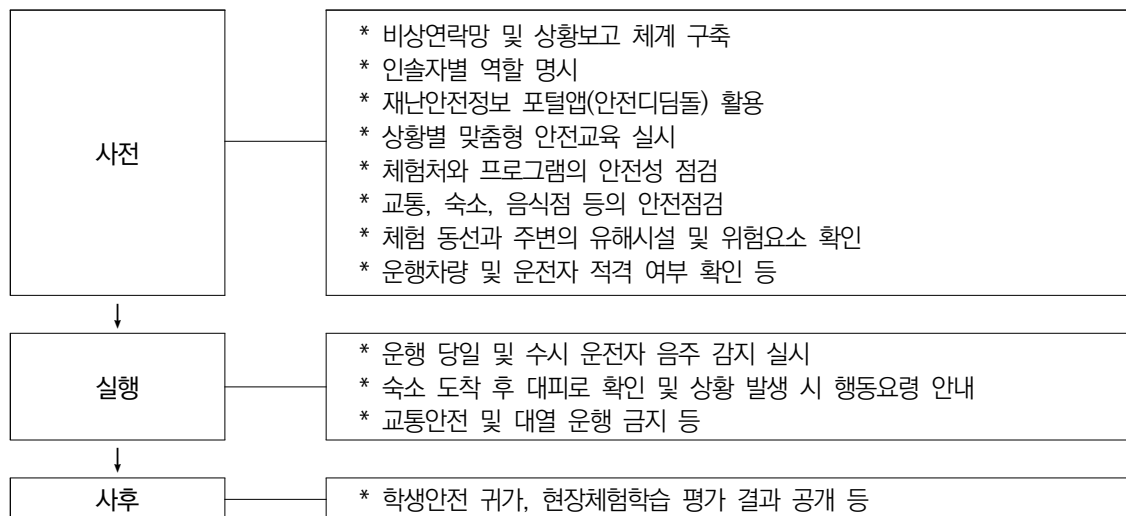 사전
* 비상연락망 및 상황보고 체계 구축
* 인솔자별 역할 명시
* 재난안전정보 포털앱(안전디딤돌) 활용
* 상황별 맞춤형 안전교육 실시
* 체험처와 프로그램의 안전성 점검
* 교통, 숙소, 음식점 등의 안전점검
* 체험 동선과 주변의 유해시설 및 위험요소 확인
* 운행차량 및 운전자 적격 여부 확인 등
실행
* 운행 당일 및 수시 운전자 음주 감지 실시
* 숙소 도착 후 대피로 확인 및 상황 발생 시 행동요령 안내
* 교통안전 및 대열 운행 금지 등
사후
* 학생안전 귀가, 현장체험학습 평가 결과 공개 등